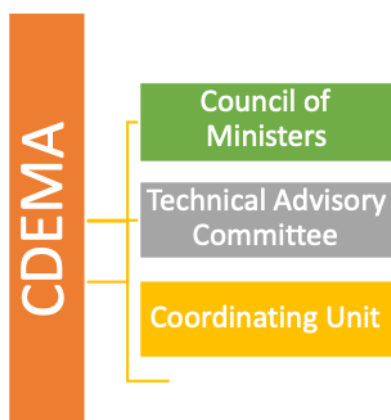 CDEMA
Council of
Ministers
Technical Advisory
Committee
Coordinating Unit